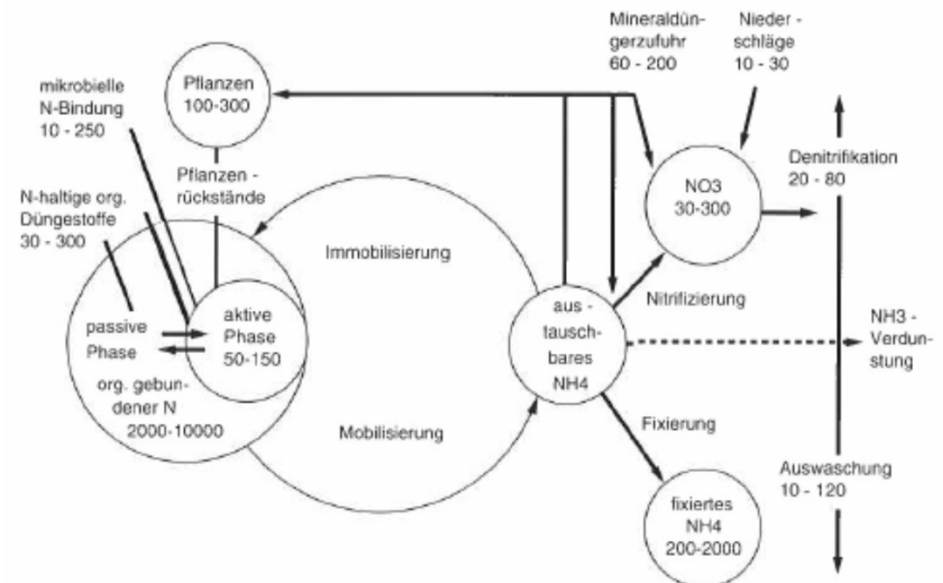 Mineraldün-
gerzufuhr
60 - 200
Nieder -
schläge
10 - 30
mikrobielle
N-Bindung
10 - 250
Pflanzen
100-300
Pflanzen -
rückstände
N-haltige org.
Düngestoffe
30 - 300
NO3
30-300
Denitrifikation
20 - 80
Immobilisierung
Nitrifizierung
passive
Phase
aktive
Phase
50-150
org. gebun-
dener N
2000-10000
aus -
tausch-
bares
NH4
NH3 -
Verdun-
stung
Mobilisierung
Fixierung
Auswaschung
10 - 120
fixiertes
NH4
200-2000